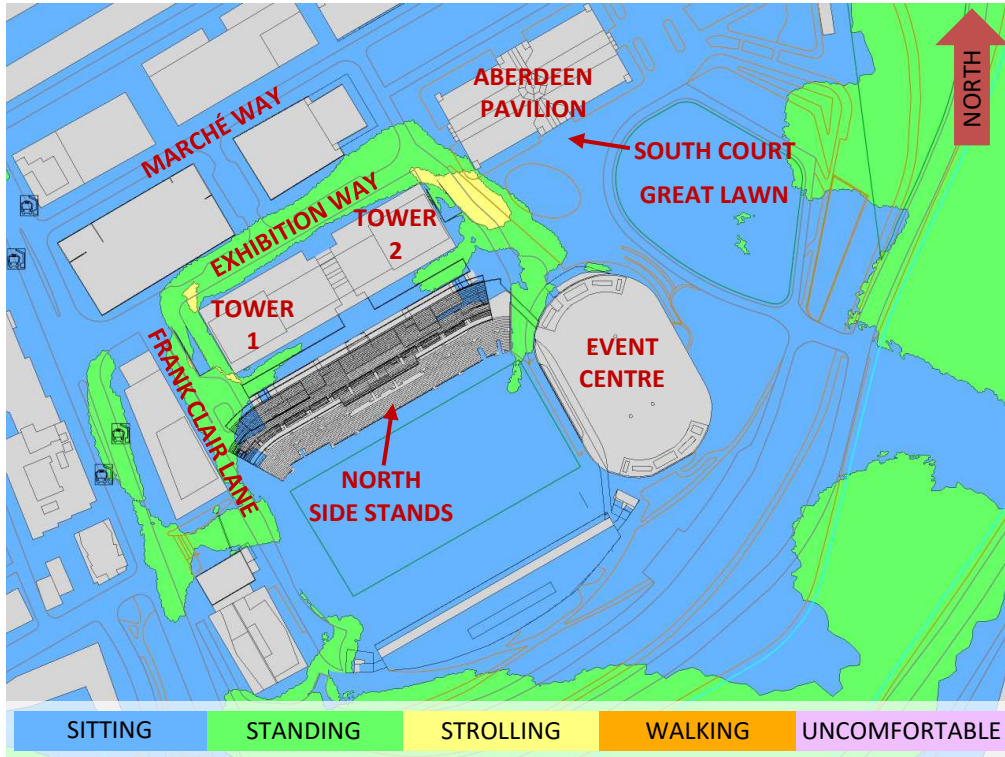 NORTH
ABERDEEN
PAVILION
MARCHÉ WAY
SOUTH COURT
GREAT LAWN
EXHIBITION WAY
TOWER
2
TOWER
1
FRANK CLAIR LANE
EVENT
CENTRE
NORTH
SIDE STANDS
SITTING
STANDING
STROLLING
WALKING
UNCOMFORTABLE